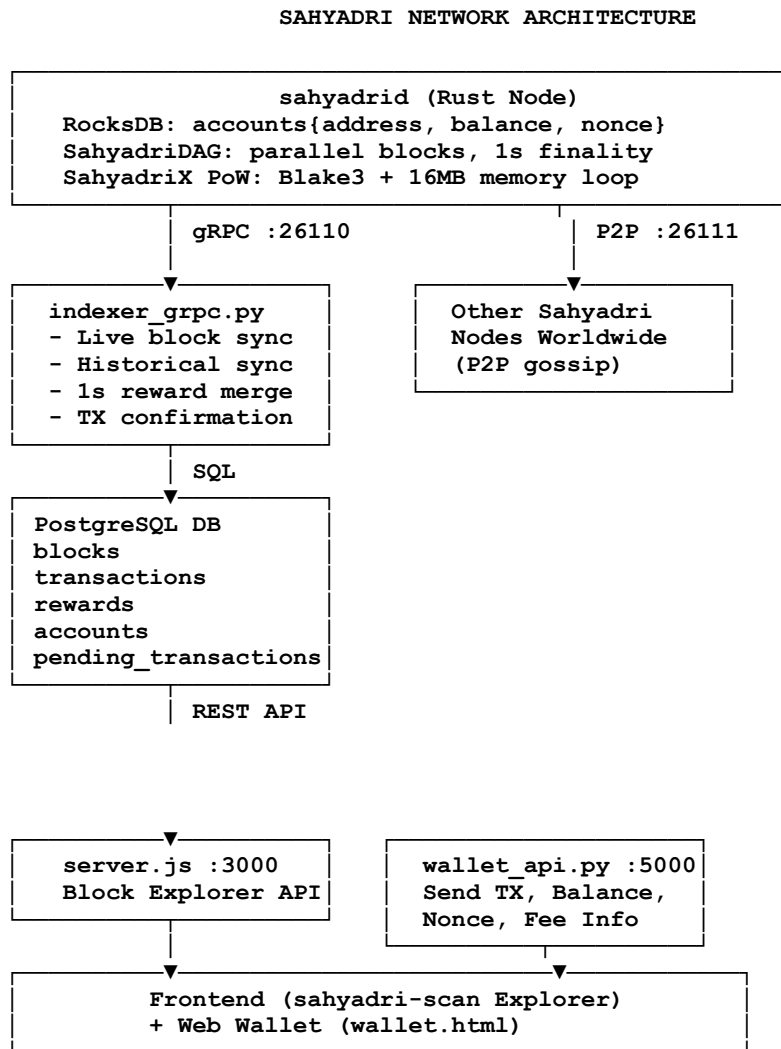 SAHYADRI NETWORK ARCHITECTURE
sahyadrid (Rust Node)
RocksDB: accounts{address, balance, nonce}
SahyadriDAG: parallel blocks, 1s finality
SahyadriX PoW: Blake3 + 16MB memory loop
gRPC :26110
P2P :26111
indexer_grpc.py
- Live block sync
- Historical sync
- 1s reward merge
- TX confirmation
Other Sahyadri
Nodes Worldwide
(P2P gossip)
SQL
PostgreSQL DB
blocks
transactions
rewards
accounts
pending_transactions
REST API
server.js :3000
Block Explorer API
wallet_api.py :5000
Send TX, Balance,
Nonce, Fee Info
Frontend (sahyadri-scan Explorer)
+ Web Wallet (wallet.html)